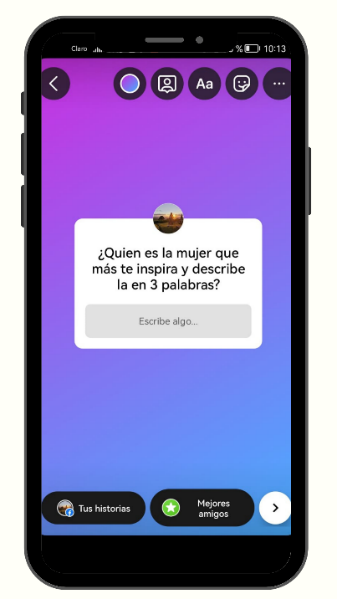 Claro
% 10:13
Aa
¿Quien es la mujer que
más te inspira y describe
la en 3 palabras?
Escribe algo...
Tus historias
Mejores
amigos